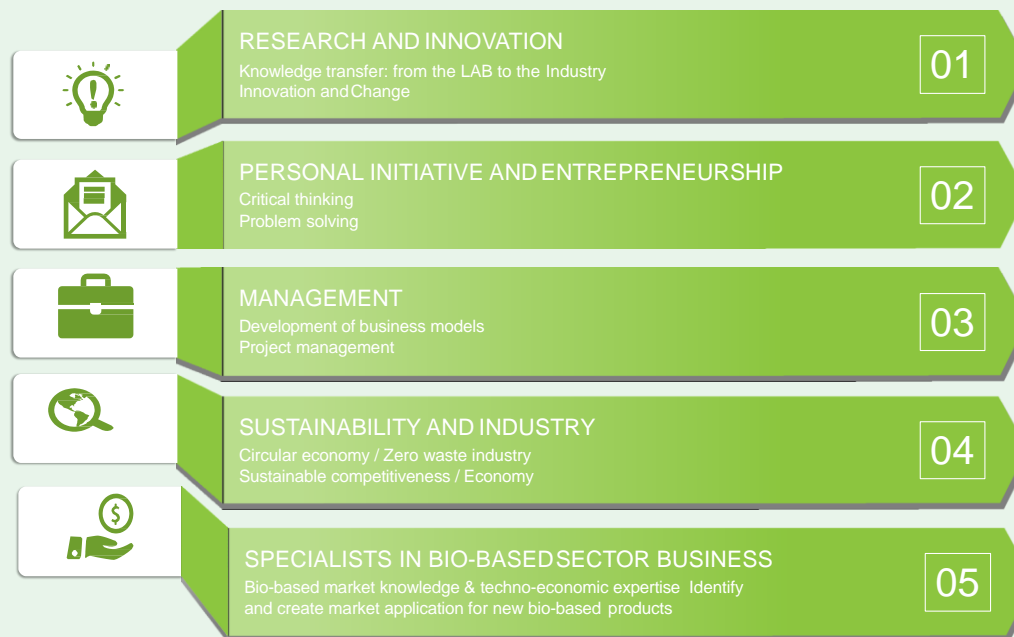 RESEARCH AND INNOVATION
Knowledge transfer: from the LAB to the Industry
Innovation and Change
01
PERSONAL INITIATIVE AND ENTREPRENEURSHIP
Critical thinking
Problem solving
02
MANAGEMENT
Development of business models
Project management
03
SUSTAINABILITY AND INDUSTRY
Circular economy / Zero waste industry
Sustainable competitiveness / Economy
04
$
SPECIALISTS IN BIO-BASED SECTOR BUSINESS
Bio-based market knowledge & techno-economic expertise Identify
and create market application for new bio-based products
05